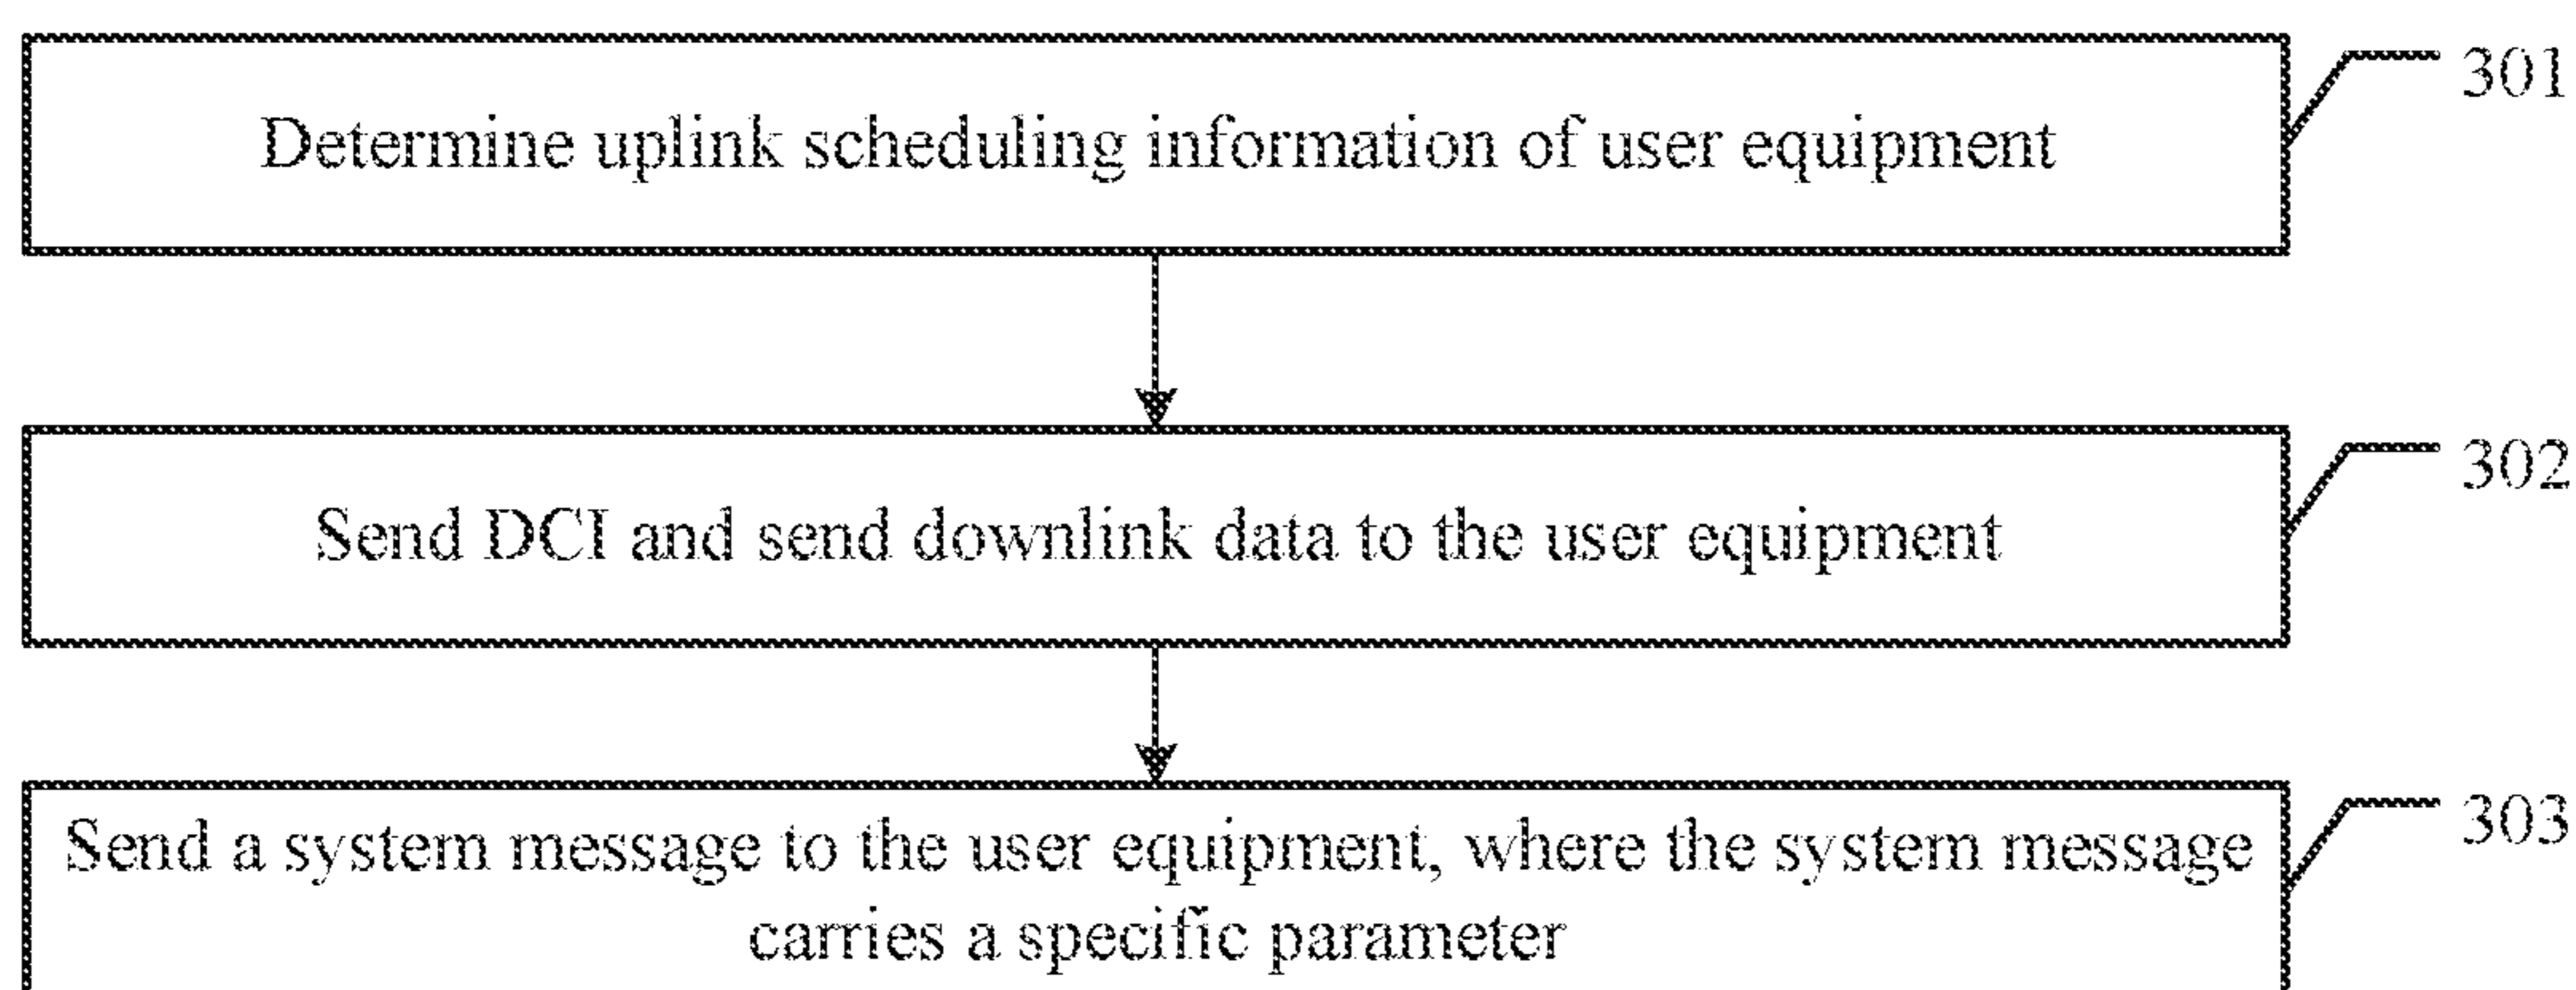 301
Determine uplink scheduling information of user equipment
302
Send DCI and send downlink data to the user equipment
303
Send a system message to the user equipment, where the system message
carries a specific parameter